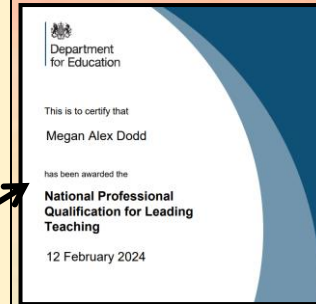 Department
for Education
This is to certify that
Megan Alex Dodd
has been awarded the
National Professional
Qualification for Leading
Teaching
12 February 2024